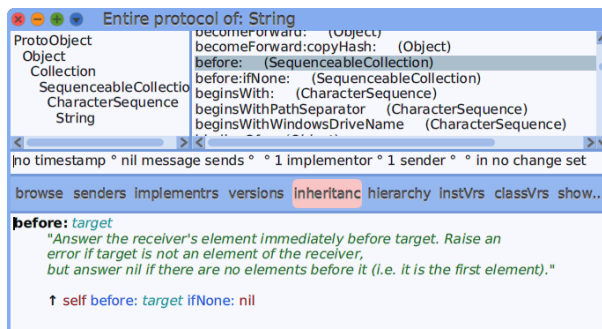 Entire protocol of: String
ProtoObject
Object
Collection
SequenceableCollectio
CharacterSequence
String
becomeForward: (Object)
becomeForward:copyHash: (Object)
before: (SequenceableCollection)
before:ifNone: (SequenceableCollection)
beginsWith: (CharacterSequence)
beginsWithPathSeparator (CharacterSequence)
beginsWithWindowsDriveName (CharacterSequence)
no timestamp ° nil message sends ° ° 1 implementor ° 1 sender ° ° in no change set
browse senders implementrs versions inheritanc hierarchy instVrs classVrs show...
before: target
"Answer the receiver's element immediately before target. Raise an
error if target is not an element of the receiver,
but answer nil if there are no elements before it (i.e. it is the first element)."
↑ self before: target ifNone: nil